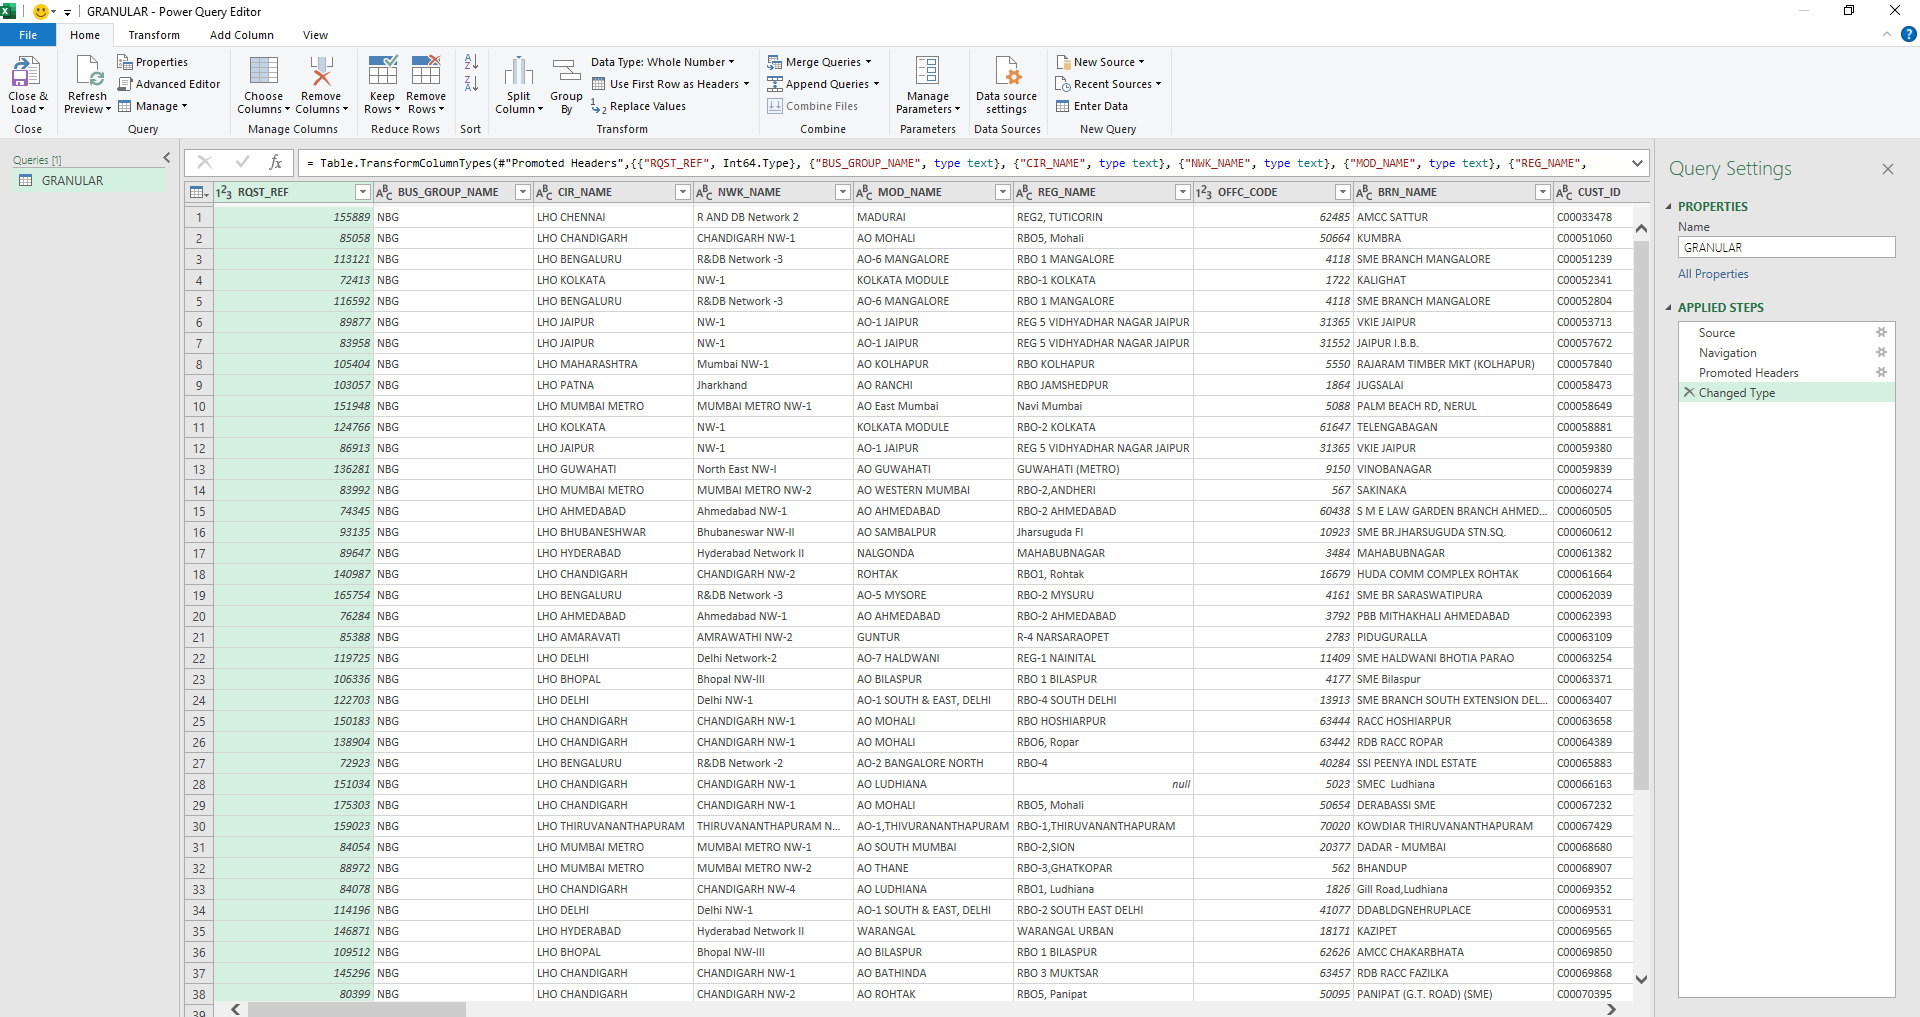 GRANULAR - Power Query Editor
File Home Transform Add Column View
Close & Load
Refresh Preview
Properties
Advanced Editor
Manage
Choose Columns
Remove Columns
Keep Rows
Remove Rows
Split Column
Group By
Data Type: Whole Number
Use First Row as Headers
Replace Values
Merge Queries
Append Queries
Combine Files
Manage Parameters
Data source settings
New Source
Recent Sources
Enter Data
Close Query Manage Columns Reduce Rows Sort Transform Combine Parameters Data Sources New Query
Queries [1]
GRANULAR
fx = Table.TransformColumnTypes(#"Promoted Headers",{{"RQST_REF", Int64.Type}, {"BUS_GROUP_NAME", type text}, {"CIR_NAME", type text}, {"NWK_NAME", type text}, {"MOD_NAME", type text}, {"REG_NAME",
RQST_REF BUS_GROUP_NAME CIR_NAME NWK_NAME MOD_NAME REG_NAME OFFC_CODE BRN_NAME CUST_ID
1 155889 NBG LHO CHENNAI R AND DB Network 2 MADURAI REG2, TUTICORIN 62485 AMCC SATTUR C00033478
2 85058 NBG LHO CHANDIGARH CHANDIGARH NW-1 AO MOHALI RBO5, Mohali 50664 KUMBRA C00051060
3 113121 NBG LHO BENGALURU R&DB Network -3 AO-6 MANGALORE RBO 1 MANGALORE 4118 SME BRANCH MANGALORE C00051239
4 72413 NBG LHO KOLKATA NW-1 KOLKATA MODULE RBO-1 KOLKATA 1722 KALIGHAT C00052341
5 116592 NBG LHO BENGALURU R&DB Network -3 AO-6 MANGALORE RBO 1 MANGALORE 4118 SME BRANCH MANGALORE C00052804
6 89877 NBG LHO JAIPUR NW-1 AO-1 JAIPUR REG 5 VIDHYADHAR NAGAR JAIPUR 31365 VKIE JAIPUR C00053713
7 83958 NBG LHO JAIPUR NW-1 AO-1 JAIPUR REG 5 VIDHYADHAR NAGAR JAIPUR 31552 JAIPUR I.B.B. C00057672
8 105404 NBG LHO MAHARASHTRA Mumbai NW-1 AO KOLHAPUR RBO KOLHAPUR 5550 RAJARAM TIMBER MKT (KOLHAPUR) C00057840
9 103057 NBG LHO PATNA Jharkhand AO RANCHI RBO JAMSHEDPUR 1864 JUGSALAI C00058473
10 151948 NBG LHO MUMBAI METRO MUMBAI METRO NW-1 AO East Mumbai Navi Mumbai 5088 PALM BEACH RD, NERUL C00058649
11 124766 NBG LHO KOLKATA NW-1 KOLKATA MODULE RBO-2 KOLKATA 61647 TELENGABAGAN C00058881
12 86913 NBG LHO JAIPUR NW-1 AO-1 JAIPUR REG 5 VIDHYADHAR NAGAR JAIPUR 31365 VKIE JAIPUR C00059380
13 136281 NBG LHO GUWAHATI North East NW-I AO GUWAHATI GUWAHATI (METRO) 9150 VINOBANAGAR C00059839
14 83992 NBG LHO MUMBAI METRO MUMBAI METRO NW-2 AO WESTERN MUMBAI RBO-2,ANDHERI 567 SAKINAKA C00060274
15 74345 NBG LHO AHMEDABAD Ahmedabad NW-1 AO AHMEDABAD RBO-2 AHMEDABAD 60438 S M E LAW GARDEN BRANCH AHMED... C00060505
16 93135 NBG LHO BHUBANESHWAR Bhubaneswar NW-II AO SAMBALPUR Jharsuguda FI 10923 SME BR.JHARSUGUDA STN.SQ. C00060612
17 89647 NBG LHO HYDERABAD Hyderabad Network II NALGONDA MAHABUBNAGAR 3484 MAHABUBNAGAR C00061382
18 140987 NBG LHO CHANDIGARH CHANDIGARH NW-2 ROHTAK RBO1, Rohtak 16679 HUDA COMM COMPLEX ROHTAK C00061664
19 165754 NBG LHO BENGALURU R&DB Network -3 AO-5 MYSORE RBO-2 MYSURU 4161 SME BR SARASWATIPURA C00062039
20 76284 NBG LHO AHMEDABAD Ahmedabad NW-1 AO AHMEDABAD RBO-2 AHMEDABAD 3792 PBB MITHAKHALI AHMEDABAD C00062393
21 85388 NBG LHO AMARAVATI AMRAWATHI NW-2 GUNTUR R-4 NARSARAOPET 2783 PIDUGURALLA C00063109
22 119725 NBG LHO DELHI Delhi Network-2 AO-7 HALDWANI REG-1 NAINITAL 11409 SME HALDWANI BHOTIA PARAO C00063254
23 106336 NBG LHO BHOPAL Bhopal NW-III AO BILASPUR RBO 1 BILASPUR 4177 SME Bilaspur C00063371
24 122703 NBG LHO DELHI Delhi NW-1 AO-1 SOUTH & EAST, DELHI RBO-4 SOUTH DELHI 13913 SME BRANCH SOUTH EXTENSION DEL... C00063407
25 150183 NBG LHO CHANDIGARH CHANDIGARH NW-1 AO MOHALI RBO HOSHIARPUR 63444 RACC HOSHIARPUR C00063658
26 138904 NBG LHO CHANDIGARH CHANDIGARH NW-1 AO MOHALI RBO6, Ropar 63442 RDB RACC ROPAR C00064389
27 72923 NBG LHO BENGALURU R&DB Network -2 AO-2 BANGALORE NORTH RBO-4 40284 SSI PEENYA INDL ESTATE C00065883
28 151034 NBG LHO CHANDIGARH CHANDIGARH NW-1 AO LUDHIANA null 5023 SMEC Ludhiana C00066163
29 175303 NBG LHO CHANDIGARH CHANDIGARH NW-1 AO MOHALI RBO5, Mohali 50654 DERABASSI SME C00067232
30 159023 NBG LHO THIRUVANANTHAPURAM THIRUVANANTHAPURAM N... AO-1,THIVURANANTHAPURAM RBO-1,THIRUVANANTHAPURAM 70020 KOWDIAR THIRUVANANTHAPURAM C00067429
31 84054 NBG LHO MUMBAI METRO MUMBAI METRO NW-1 AO SOUTH MUMBAI RBO-2,SION 20377 DADAR - MUMBAI C00068680
32 88972 NBG LHO MUMBAI METRO MUMBAI METRO NW-2 AO THANE RBO-3,GHATKOPAR 562 BHANDUP C00068907
33 84078 NBG LHO CHANDIGARH CHANDIGARH NW-4 AO LUDHIANA RBO1, Ludhiana 1826 Gill Road,Ludhiana C00069352
34 114196 NBG LHO DELHI Delhi NW-1 AO-1 SOUTH & EAST, DELHI RBO-2 SOUTH EAST DELHI 41077 DDABLDGNEHRUPLACE C00069531
35 146871 NBG LHO HYDERABAD Hyderabad Network II WARANGAL WARANGAL URBAN 18171 KAZIPET C00069565
36 109512 NBG LHO BHOPAL Bhopal NW-III AO BILASPUR RBO 1 BILASPUR 62626 AMCC CHAKARBHATA C00069850
37 145296 NBG LHO CHANDIGARH CHANDIGARH NW-1 AO BATHINDA RBO 3 MUKTSAR 63457 RDB RACC FAZILKA C00069868
38 80399 NBG LHO CHANDIGARH CHANDIGARH NW-2 AO ROHTAK RBO5, Panipat 50095 PANIPAT (G.T. ROAD) (SME) C00070395
39
Query Settings
PROPERTIES
Name
GRANULAR
All Properties
APPLIED STEPS
Source
Navigation
Promoted Headers
Changed Type